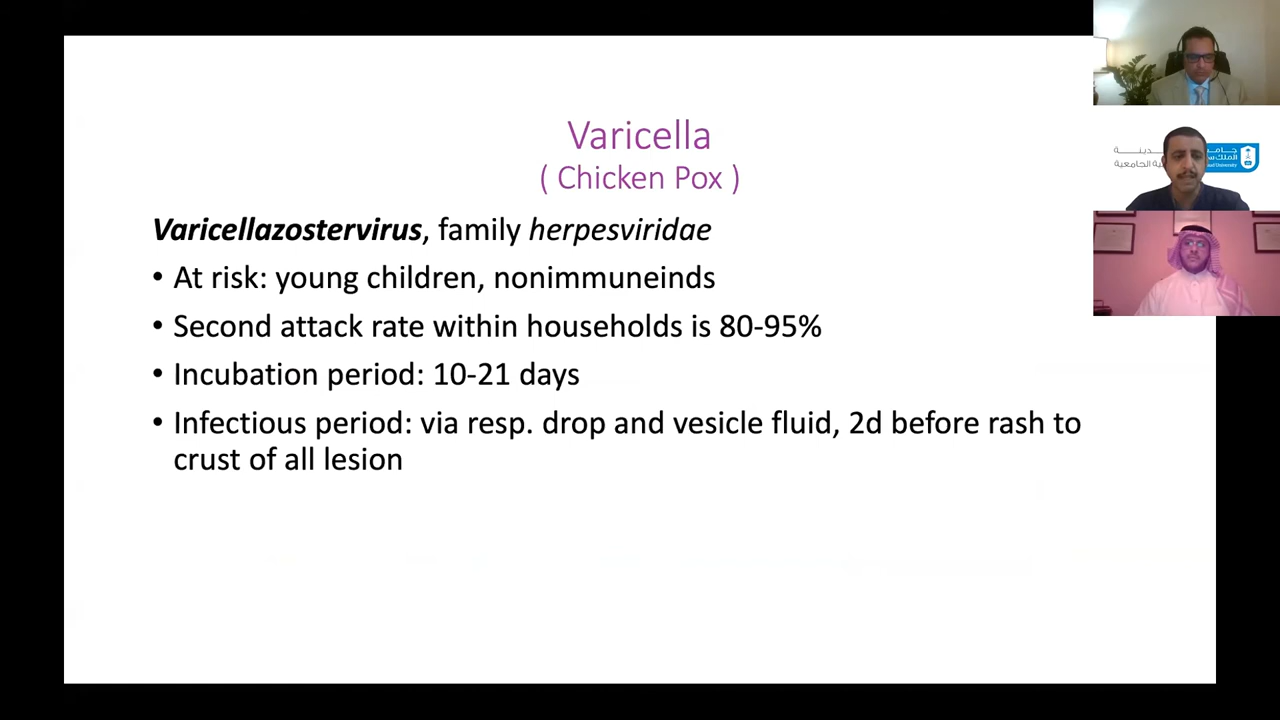 Varicella
( Chicken Pox )
Varicellazostervirus, family herpesviridae
• At risk: young children, nonimmuneinds
• Second attack rate within households is 80-95%
• Incubation period: 10-21 days
• Infectious period: via resp. drop and vesicle fluid, 2d before rash to
crust of all lesion